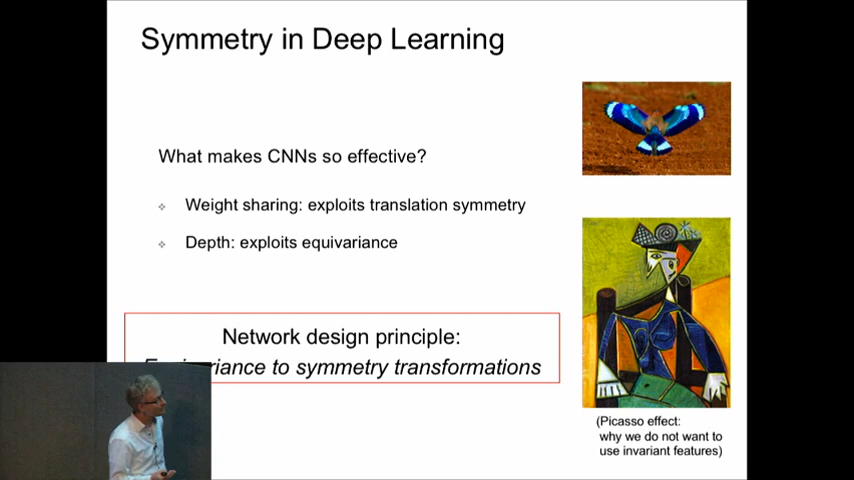 Symmetry in Deep Learning
What makes CNNs so effective?
Weight sharing: exploits translation symmetry
Depth: exploits equivariance
Network design principle:
to symmetry transformations
(Picasso effect:
why we do not want to
use invariant features)